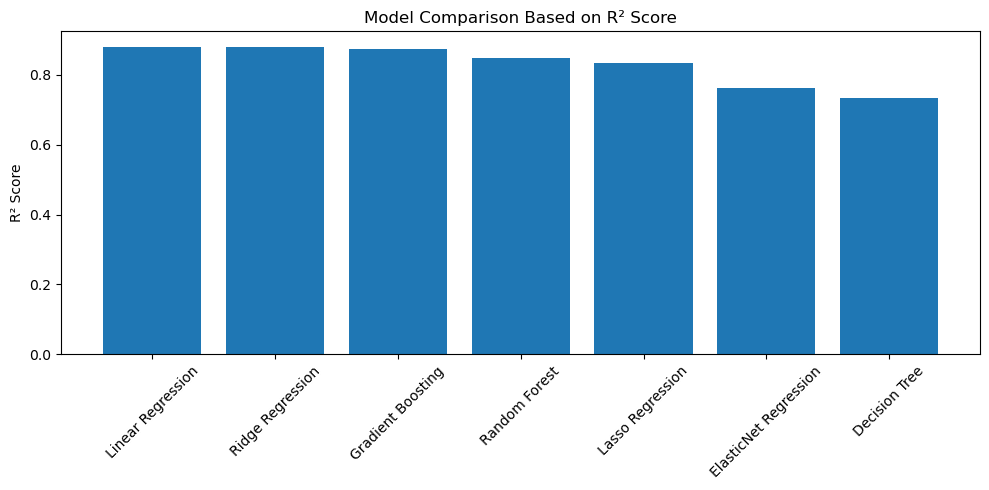 Model Comparison Based on R² Score
R² Score
0.8
0.6
0.4
0.2
0.0
Linear Regression
Ridge Regression
Gradient Boosting
Random Forest
Lasso Regression
ElasticNet Regression
Decision Tree